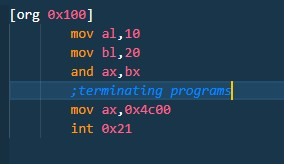 [org 0x100]
mov al,10
mov bl,20
and ax,bx
;terminating programs
mov ax,0x4c00
int 0x21